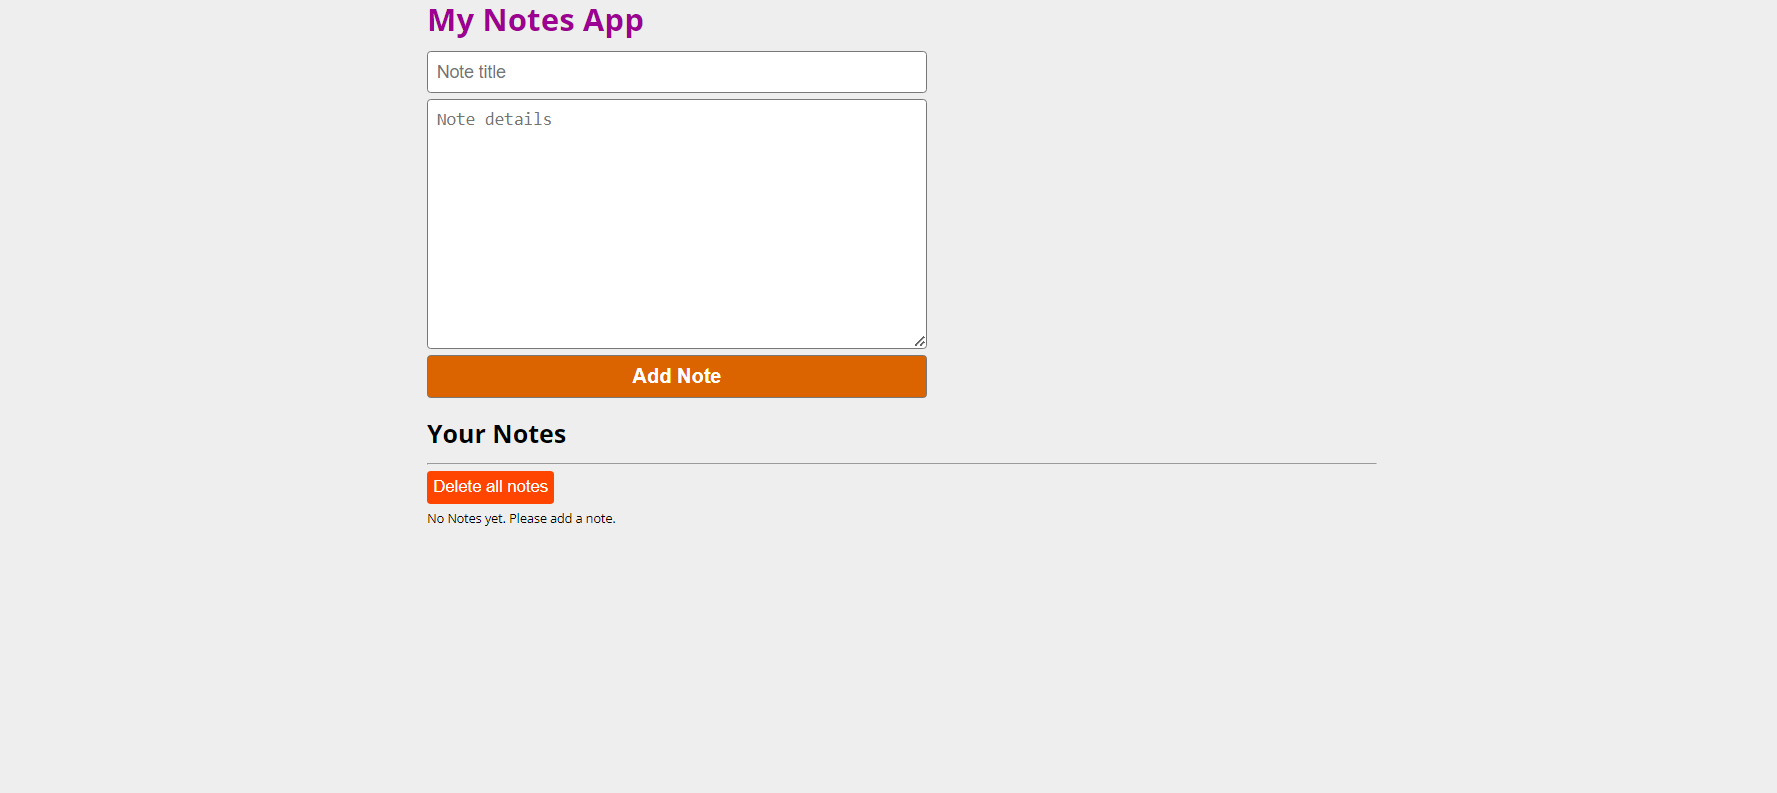 My Notes App
Note title
Note details
Add Note
Your Notes
Delete all notes
No Notes yet. Please add a note.